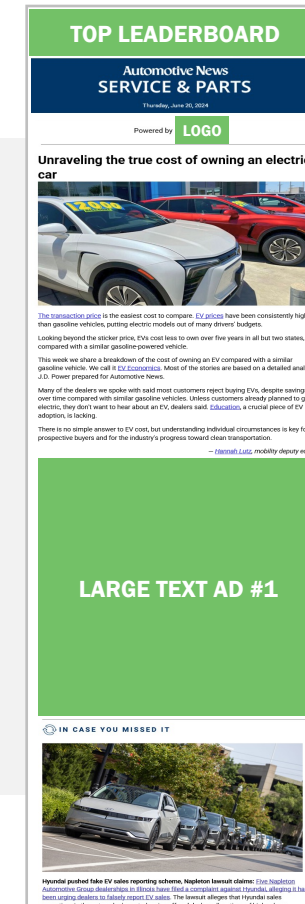 TOP LEADERBOARD
Automotive News
SERVICE & PARTS
Thursday, June 20, 2024
Powered by LOGO
Unraveling the true cost of owning an electric
car
12000
The transaction price is the easiest cost to compare. EV prices have been consistently high
than gasoline vehicles, putting electric models out of many drivers' budgets.
Looking beyond the sticker price, EVs cost less to own over five years in all but two states,
compared with a similar gasoline-powered vehicle.
This week we share a breakdown of the cost of owning an EV compared with a similar
gasoline vehicle. We call it EV Economics. Most of the stories are based on a detailed anal
J.D. Power prepared for Automotive News.
Many of the dealers we spoke with said most customers reject buying EVs, despite saving
over time compared with similar gasoline vehicles. Unless customers already planned to g
electric, they don't want to hear about an EV, dealers said. Education, a crucial piece of EV
adoption, is lacking.
There is no simple answer to EV cost, but understanding individual circumstances is key fo
prospective buyers and for the industry's progress toward clean transportation.
— Hannah Lutz, mobility deputy e
LARGE TEXT AD #1
IN CASE YOU MISSED IT
Hyundai pushed fake EV sales reporting scheme, Napleton lawsuit claims: Five Napleton
Automotive Group dealerships in Illinois have filed a complaint against Hyundai, alleging it ha
been urging dealers to falsely report EV sales. The lawsuit alleges that Hyundai sales